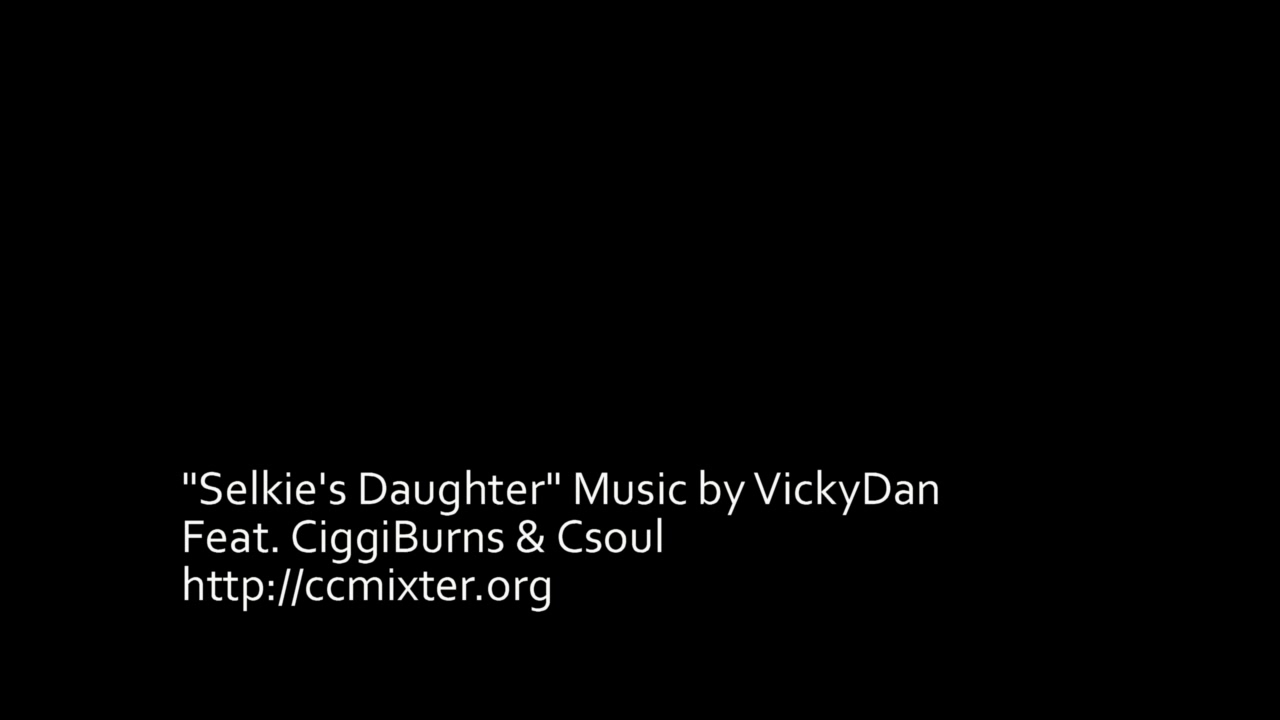 "Selkie's Daughter" Music by VickyDan
Feat. CiggiBurns & Csoul
http://ccmixter.org